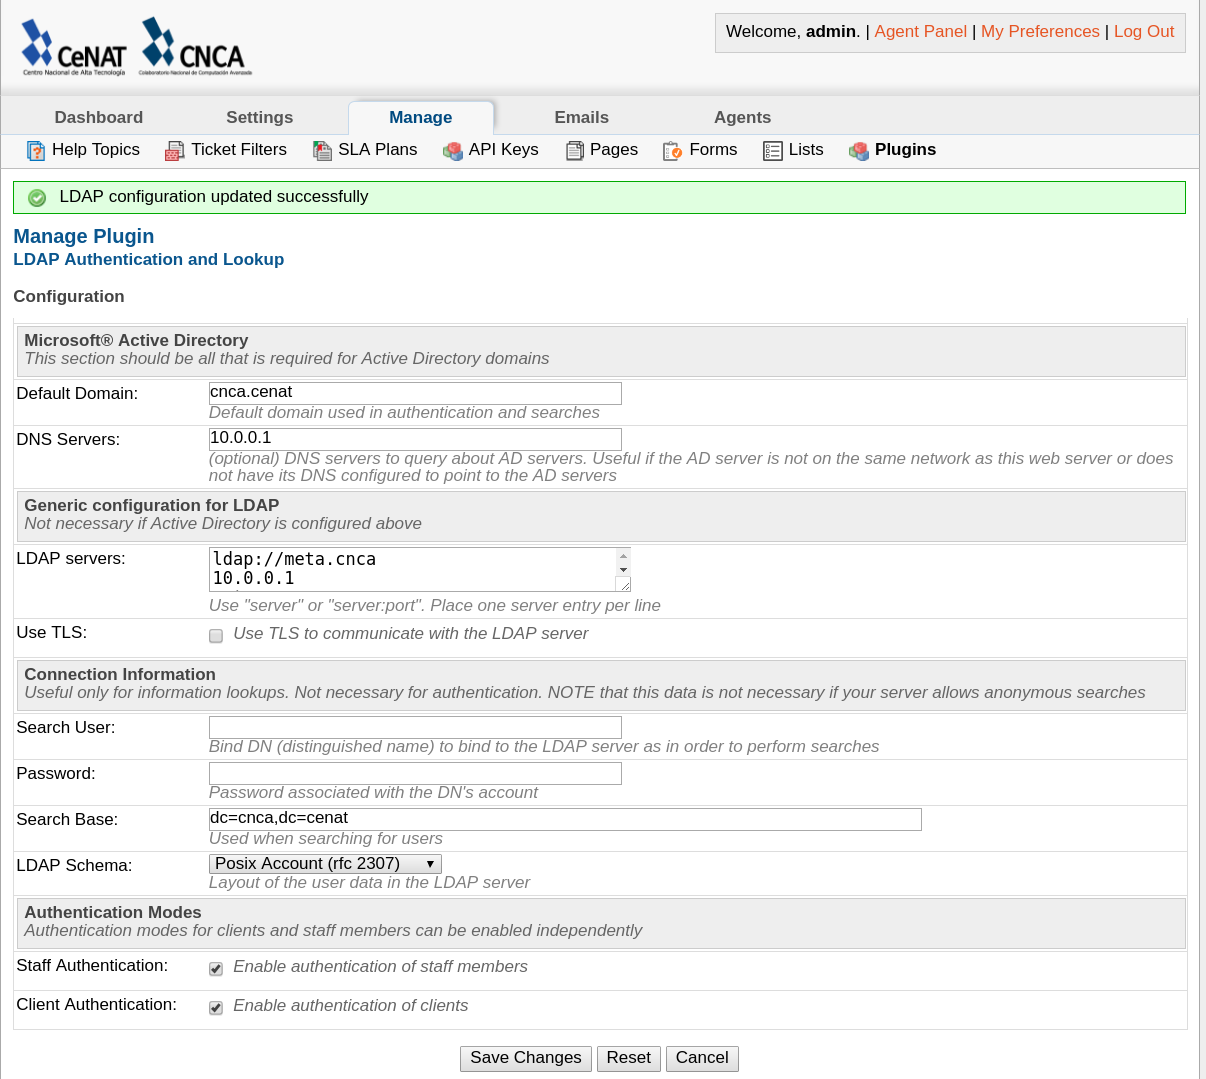 CeNAT
Centro Nacional de Alta Tecnología
CNCA
Colaboratorio Nacional de Computación Avanzada
Welcome, admin. | Agent Panel | My Preferences | Log Out
Dashboard Settings Manage Emails Agents
Help Topics Ticket Filters SLA Plans API Keys Pages Forms Lists Plugins
LDAP configuration updated successfully
Manage Plugin
LDAP Authentication and Lookup
Configuration
Microsoft® Active Directory
This section should be all that is required for Active Directory domains
Default Domain: cnca.cenat
Default domain used in authentication and searches
DNS Servers: 10.0.0.1
(optional) DNS servers to query about AD servers. Useful if the AD server is not on the same network as this web server or does
not have its DNS configured to point to the AD servers
Generic configuration for LDAP
Not necessary if Active Directory is configured above
LDAP servers: ldap://meta.cnca
10.0.0.1
Use "server" or "server:port". Place one server entry per line
Use TLS: Use TLS to communicate with the LDAP server
Connection Information
Useful only for information lookups. Not necessary for authentication. NOTE that this data is not necessary if your server allows anonymous searches
Search User:
Bind DN (distinguished name) to bind to the LDAP server as in order to perform searches
Password:
Password associated with the DN's account
Search Base: dc=cnca,dc=cenat
Used when searching for users
LDAP Schema: Posix Account (rfc 2307)
Layout of the user data in the LDAP server
Authentication Modes
Authentication modes for clients and staff members can be enabled independently
Staff Authentication: Enable authentication of staff members
Client Authentication: Enable authentication of clients
Save Changes Reset Cancel